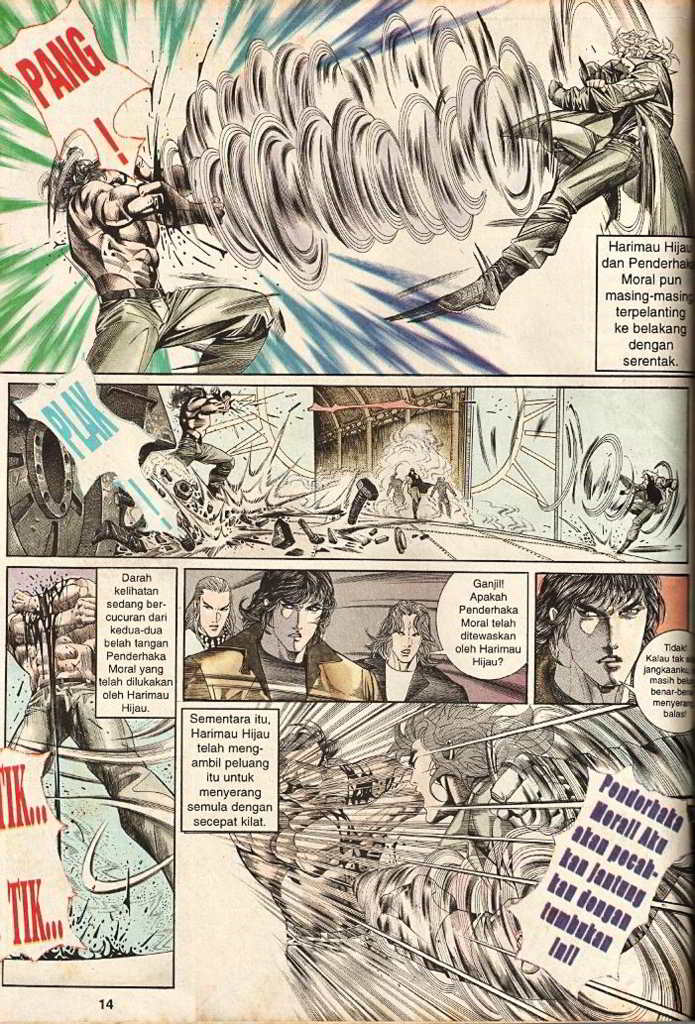 PANG
!
Harimau Hijau
dan Penderhaka
Moral pun
masing-masing
terpelanting
ke belakang
dengan
serentak.
PLAK
!!
Darah
kelihatan
sedang ber-
cucuran dari
kedua-dua
belah tangan
Penderhaka
Moral yang
telah dilukakan
oleh Harimau
Hijau.
Ganjil!
Apakah
Penderhaka
Moral telah
ditewaskan
oleh Harimau
Hijau?
Tidak!
Kalau tak
jangkaanku
masih
benar-
menyerang
balas!
TIK...
TIK...
Sementara itu,
Harimau Hijau
telah meng-
ambil peluang
itu untuk
menyerang
semula dengan
secepat kilat.
Penderhaka
Moral! Aku
akan pecah-
kan jantung
kau dengan
tumbukan
ini!
14